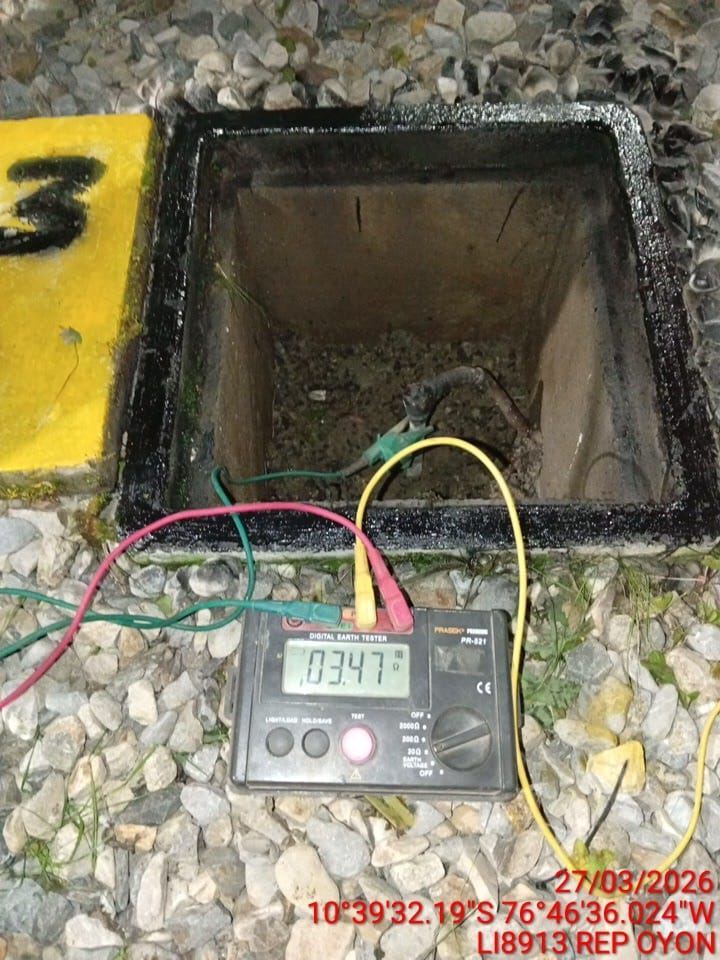 3
DIGITAL EARTH TESTER
PRASEK
PR-521
03.47
Ω
CE
LIGHT/LOAD HOLD/SAVE TEST
OFF
2000Ω
200Ω
20Ω
EARTH
VOLTAGE
OFF
27/03/2026
10°39'32.19"S 76°46'36.024"W
LI8913 REP OYON